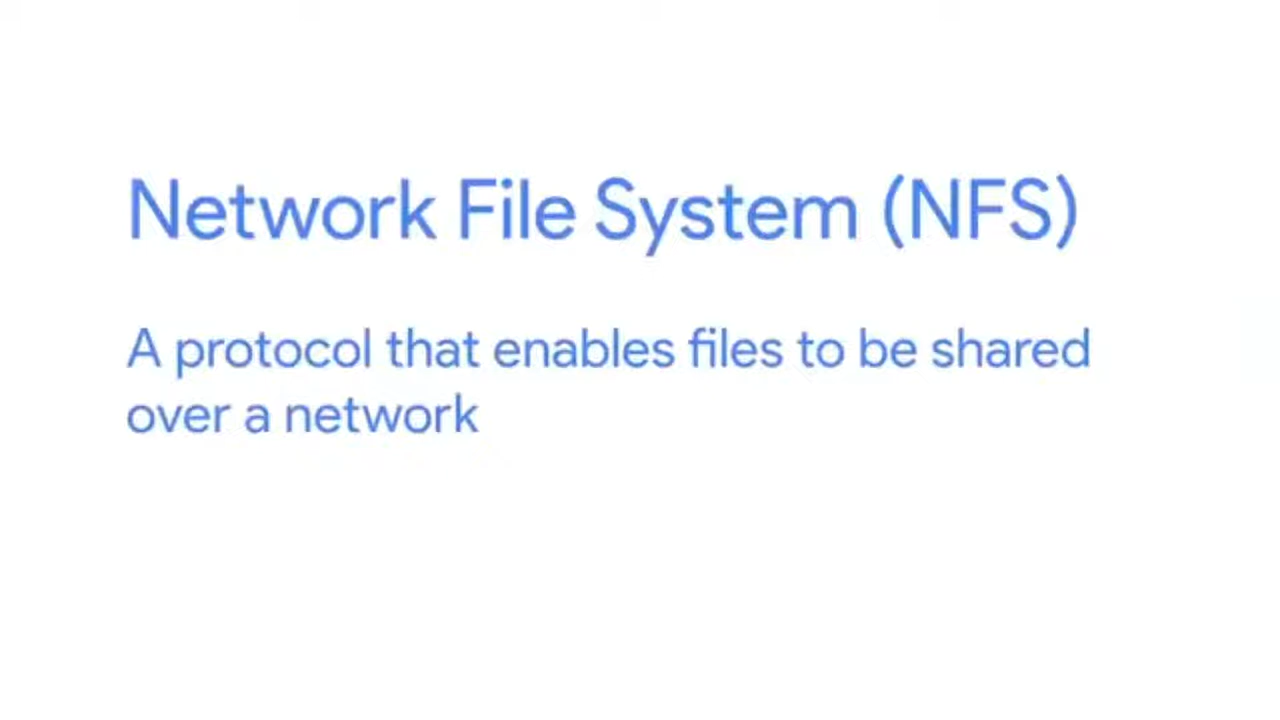 Network File System (NFS)
A protocol that enables files to be shared
over a network